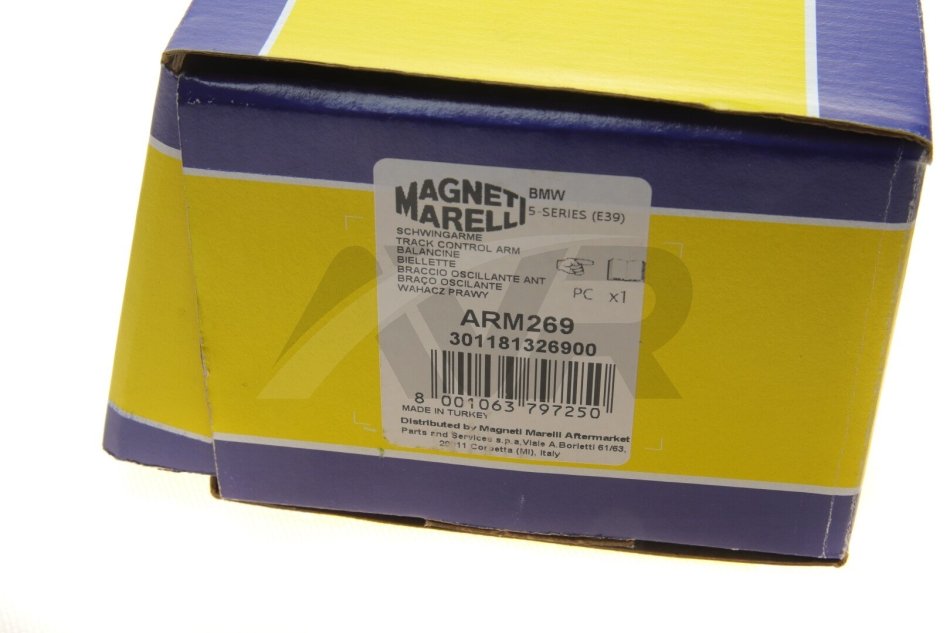 MAGNETI
MARELLI
BMW
5-SERIES (E39)
SCHWINGARME
TRACK CONTROL ARM
BALANCINE
BIELLETTE
BRACCIO OSCILLANTE ANT
BRAÇO OSCILANTE
WAHACZ PRAWY
PC x1
ARM269
301181326900
8 001063 797250
MADE IN TURKEY
Distributed by Magneti Marelli Aftermarket
Parts and Services s.p.a, Viale A.Borletti 61/63,
20011 Corbetta (MI), Italy